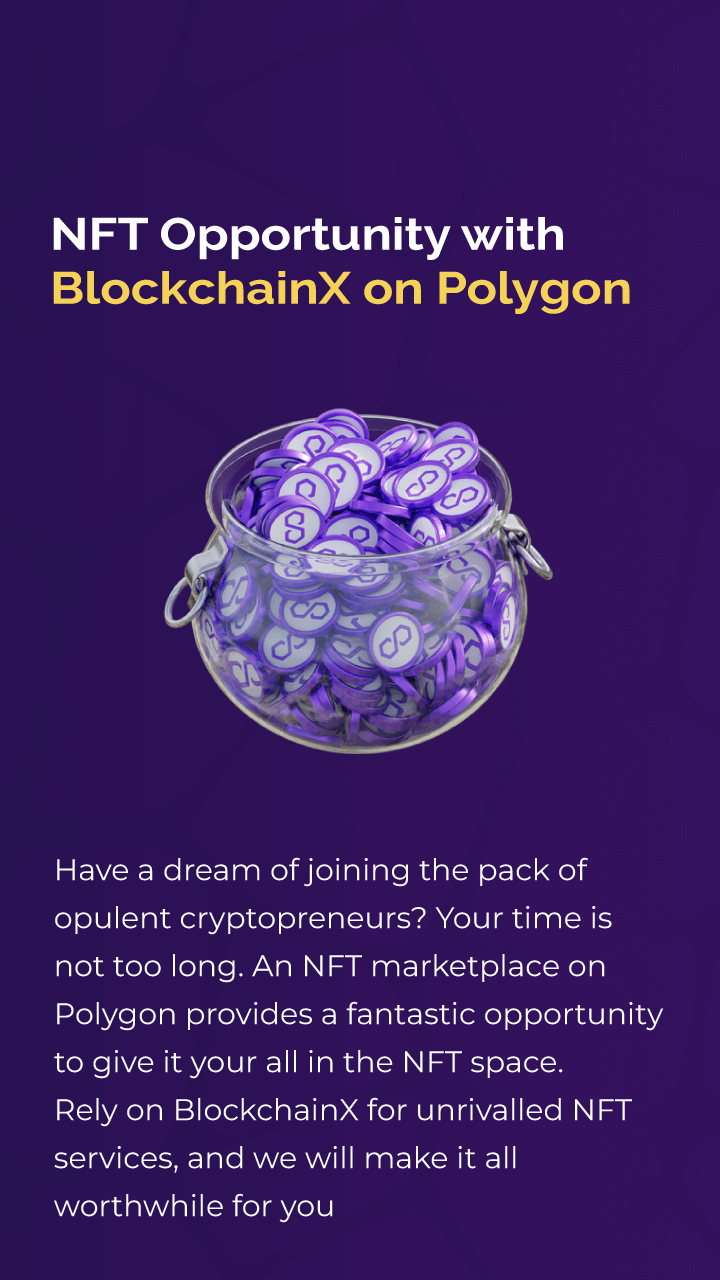 NFT Opportunity with
BlockchainX on Polygon
Have a dream of joining the pack of
opulent cryptopreneurs? Your time is
not too long. An NFT marketplace on
Polygon provides a fantastic opportunity
to give it your all in the NFT space.
Rely on BlockchainX for unrivalled NFT
services, and we will make it all
worthwhile for you